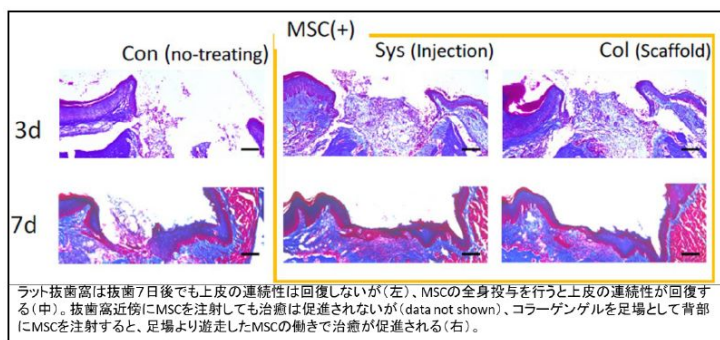 MSC(+)
Con (no-treating)
Sys (Injection)
Col (Scaffold)
3d
7d
ラット抜歯窩は抜歯7日後でも上皮の連続性は回復しないが(左)、MSCの全身投与を行うと上皮の連続性が回復す
る(中)。抜歯窩近傍にMSCを注射しても治癒は促進されないが(data not shown)、コラーゲンゲルを足場として背部
にMSCを注射すると、足場より遊走したMSCの働きで治癒が促進される(右)。